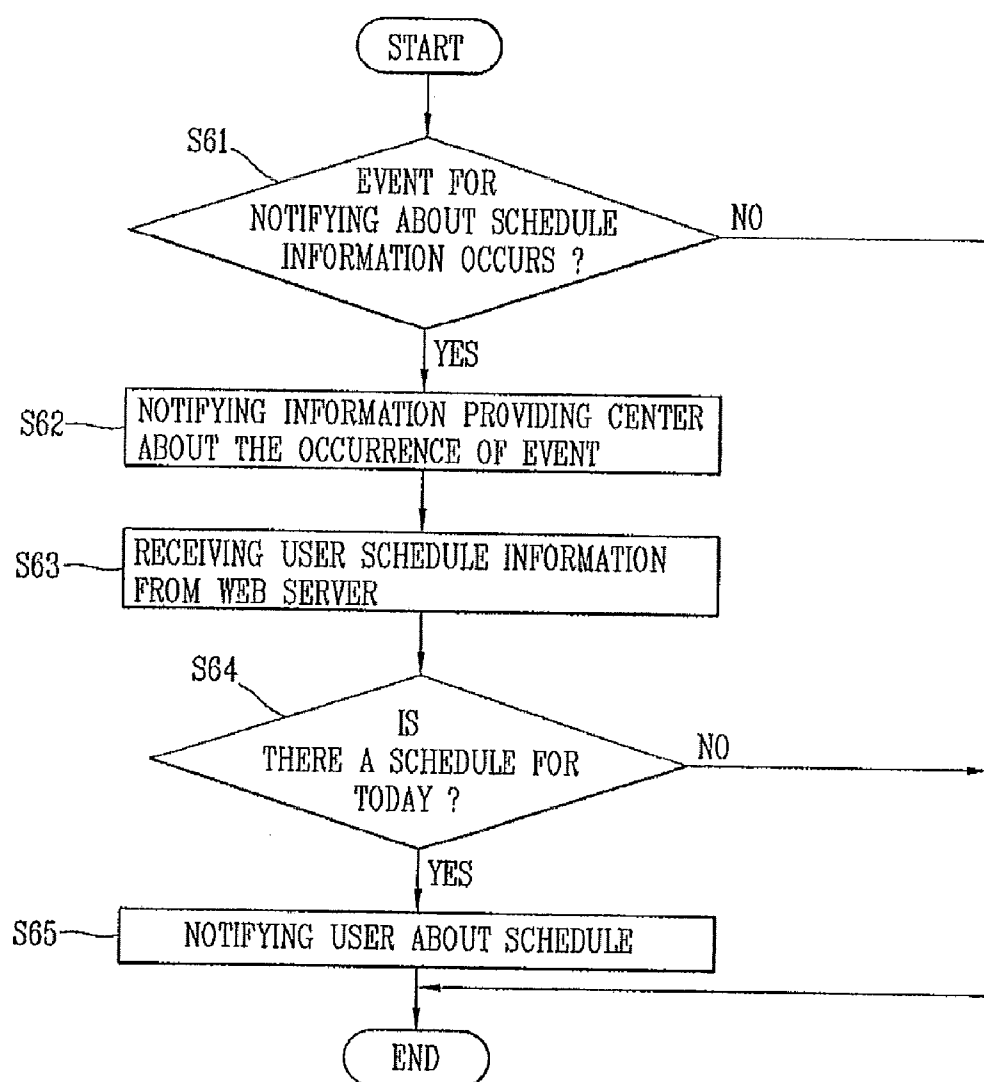 START
S61
EVENT FOR
NOTIFYING ABOUT SCHEDULE
INFORMATION OCCURS ?
NO
YES
S62
NOTIFYING INFORMATION PROVIDING CENTER
ABOUT THE OCCURRENCE OF EVENT
S63
RECEIVING USER SCHEDULE INFORMATION
FROM WEB SERVER
S64
IS
THERE A SCHEDULE FOR
TODAY ?
NO
YES
S65
NOTIFYING USER ABOUT SCHEDULE
END